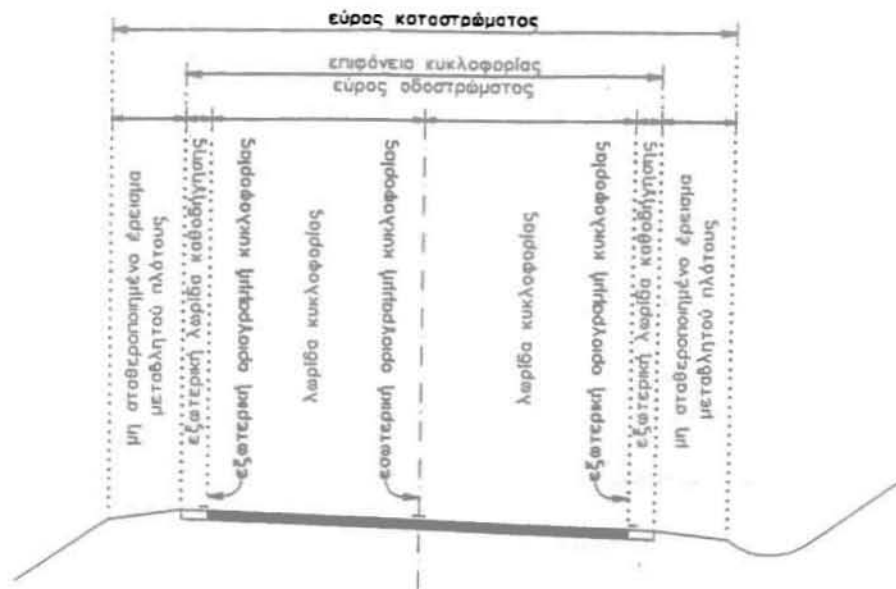 εύρος καταστρώματος
επιφάνεια κυκλοφορίας
εύρος οδοστρώματος
μη σταθεροποιημένο έρεισμα
μεταβλητού πλάτους
εξωτερική λωρίδα καθοδήγησης
εξωτερική οριογραμμή κυκλοφορίας
λωρίδα κυκλοφορίας
εσωτερική οριογραμμή κυκλοφορίας
λωρίδα κυκλοφορίας
εξωτερική οριογραμμή κυκλοφορίας
εξωτερική λωρίδα καθοδήγησης
μη σταθεροποιημένο έρεισμα
μεταβλητού πλάτους